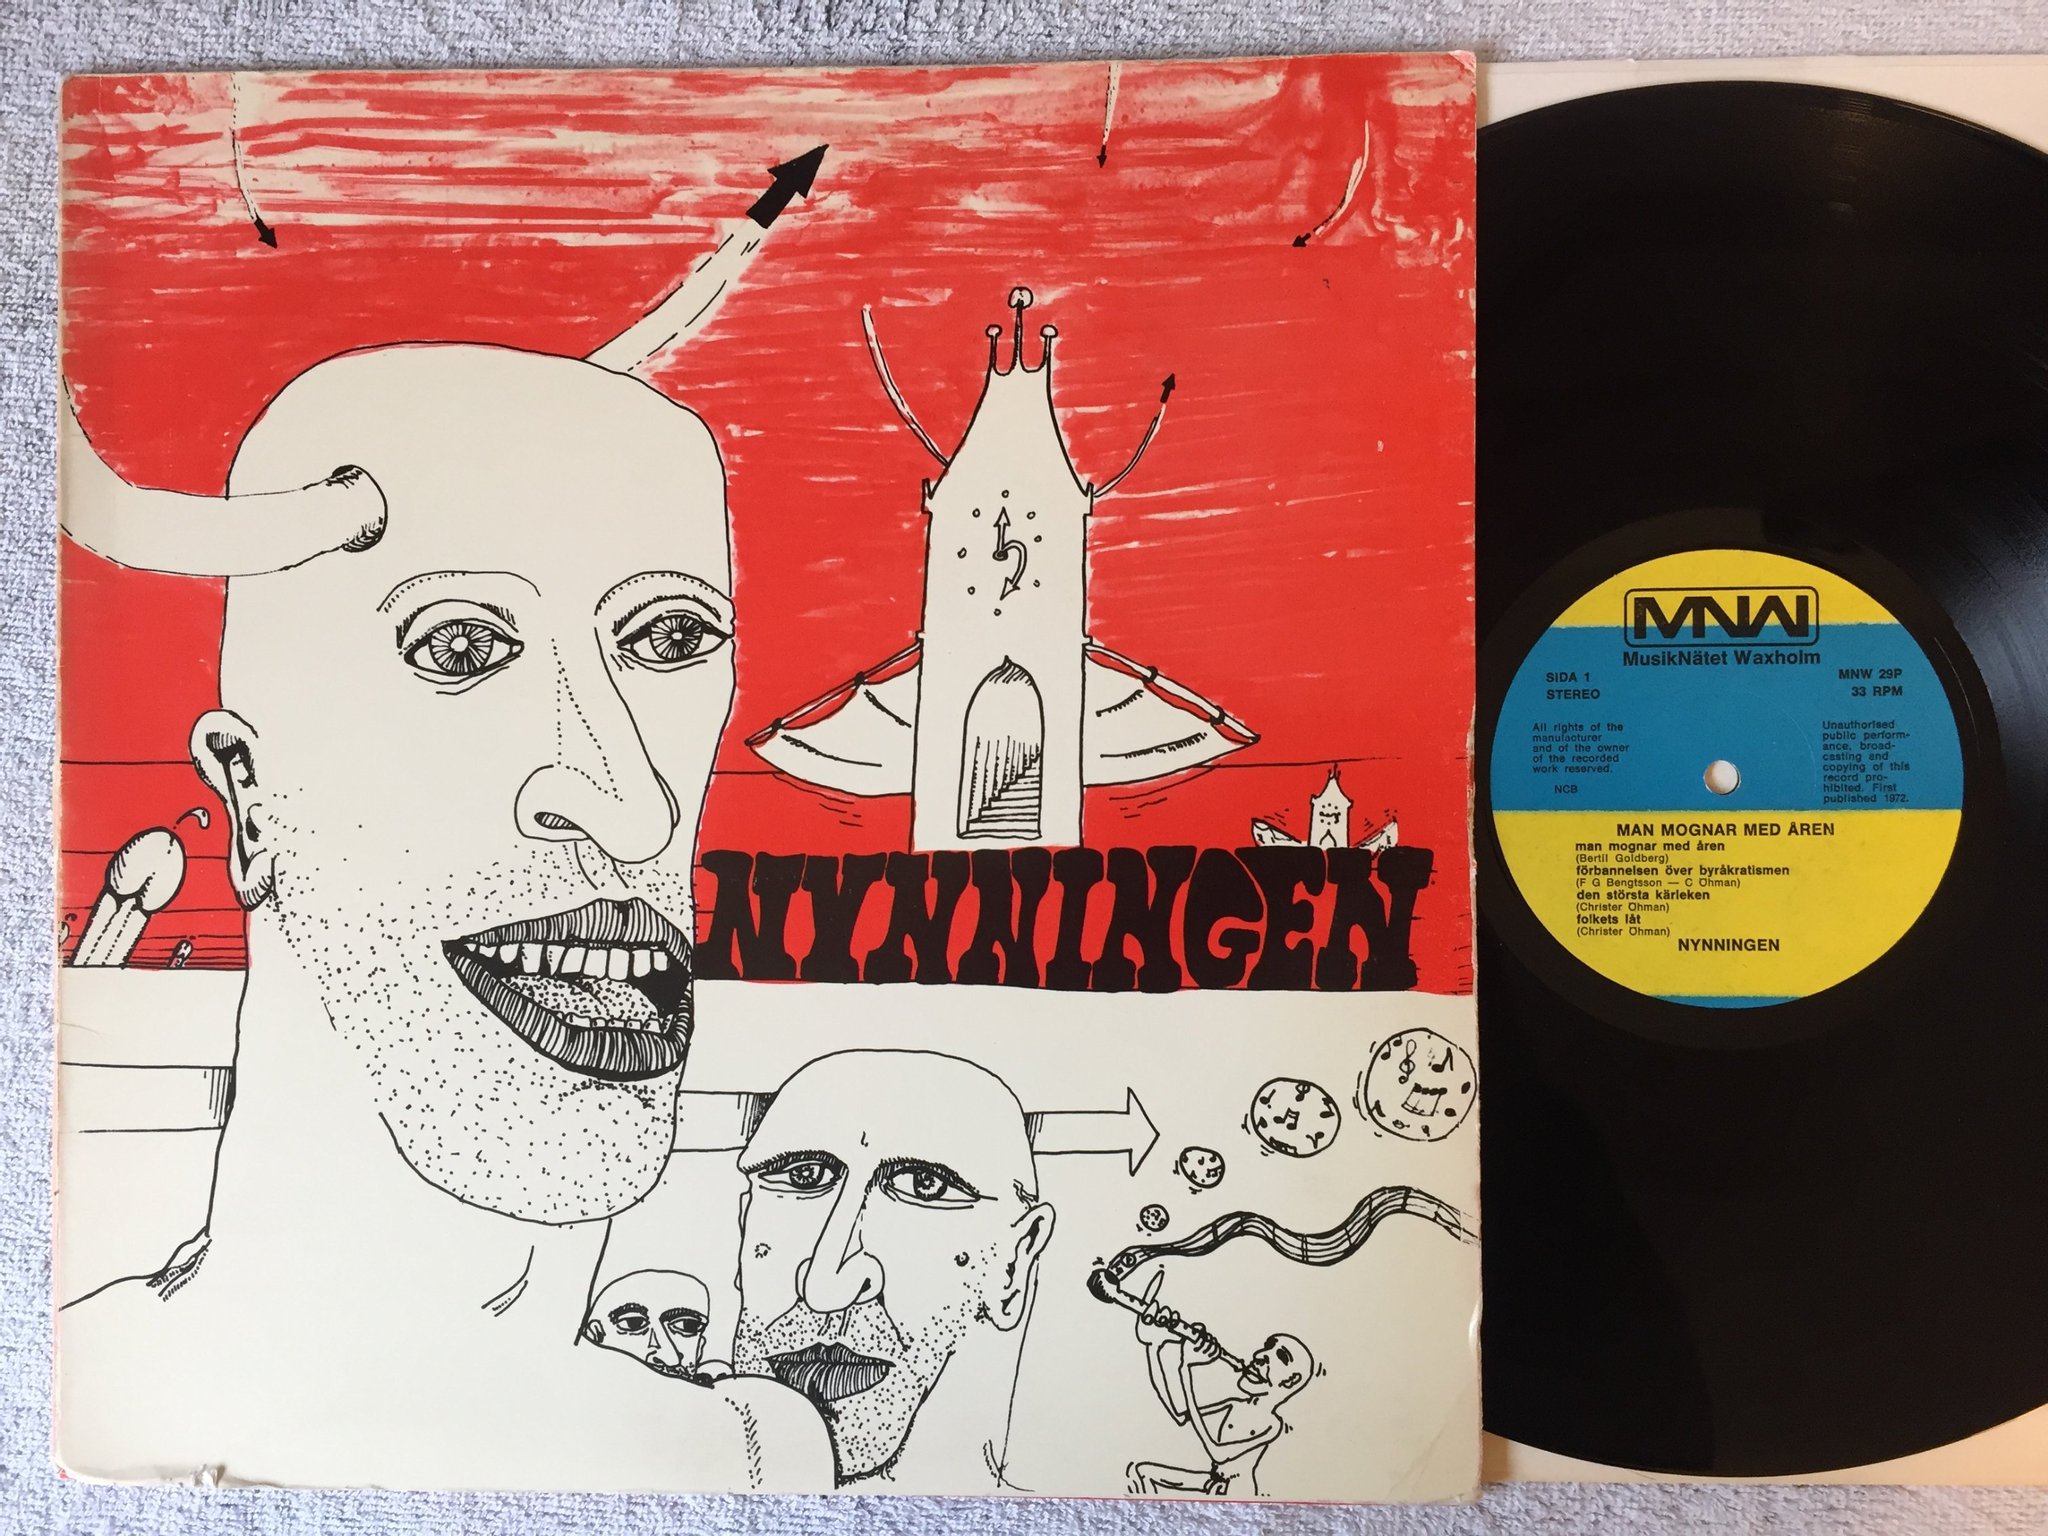 NYNNINGEN
MNW
MusikNätet Waxholm
SIDA 1
STEREO
MNW 29P
33 RPM
All rights of the
manufacturer
and of the owner
of the recorded
work reserved.
NCB
Unauthorised
public perform-
ance, broad-
casting and
copying of this
record pro-
hibited. First
published 1972.
MAN MOGNAR MED ÅREN
man mognar med åren
(Bertil Goldberg)
förbannelsen över byråkratismen
(F G Bengtsson — C Öhman)
den största kärleken
(Christer Öhman)
folkets låt
(Christer Öhman)
NYNNINGEN